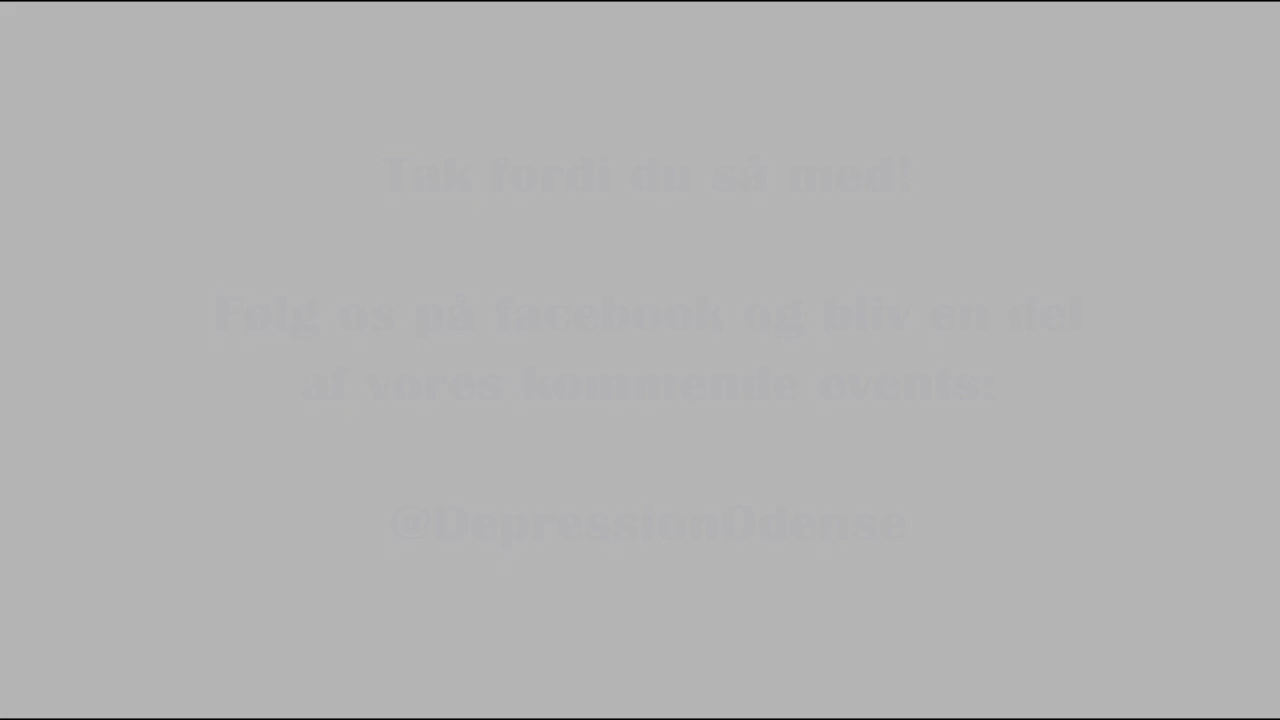 Tak fordi du så med!
Følg os på facebook og bliv en del
af vores kommende events:
@DepressionOdense